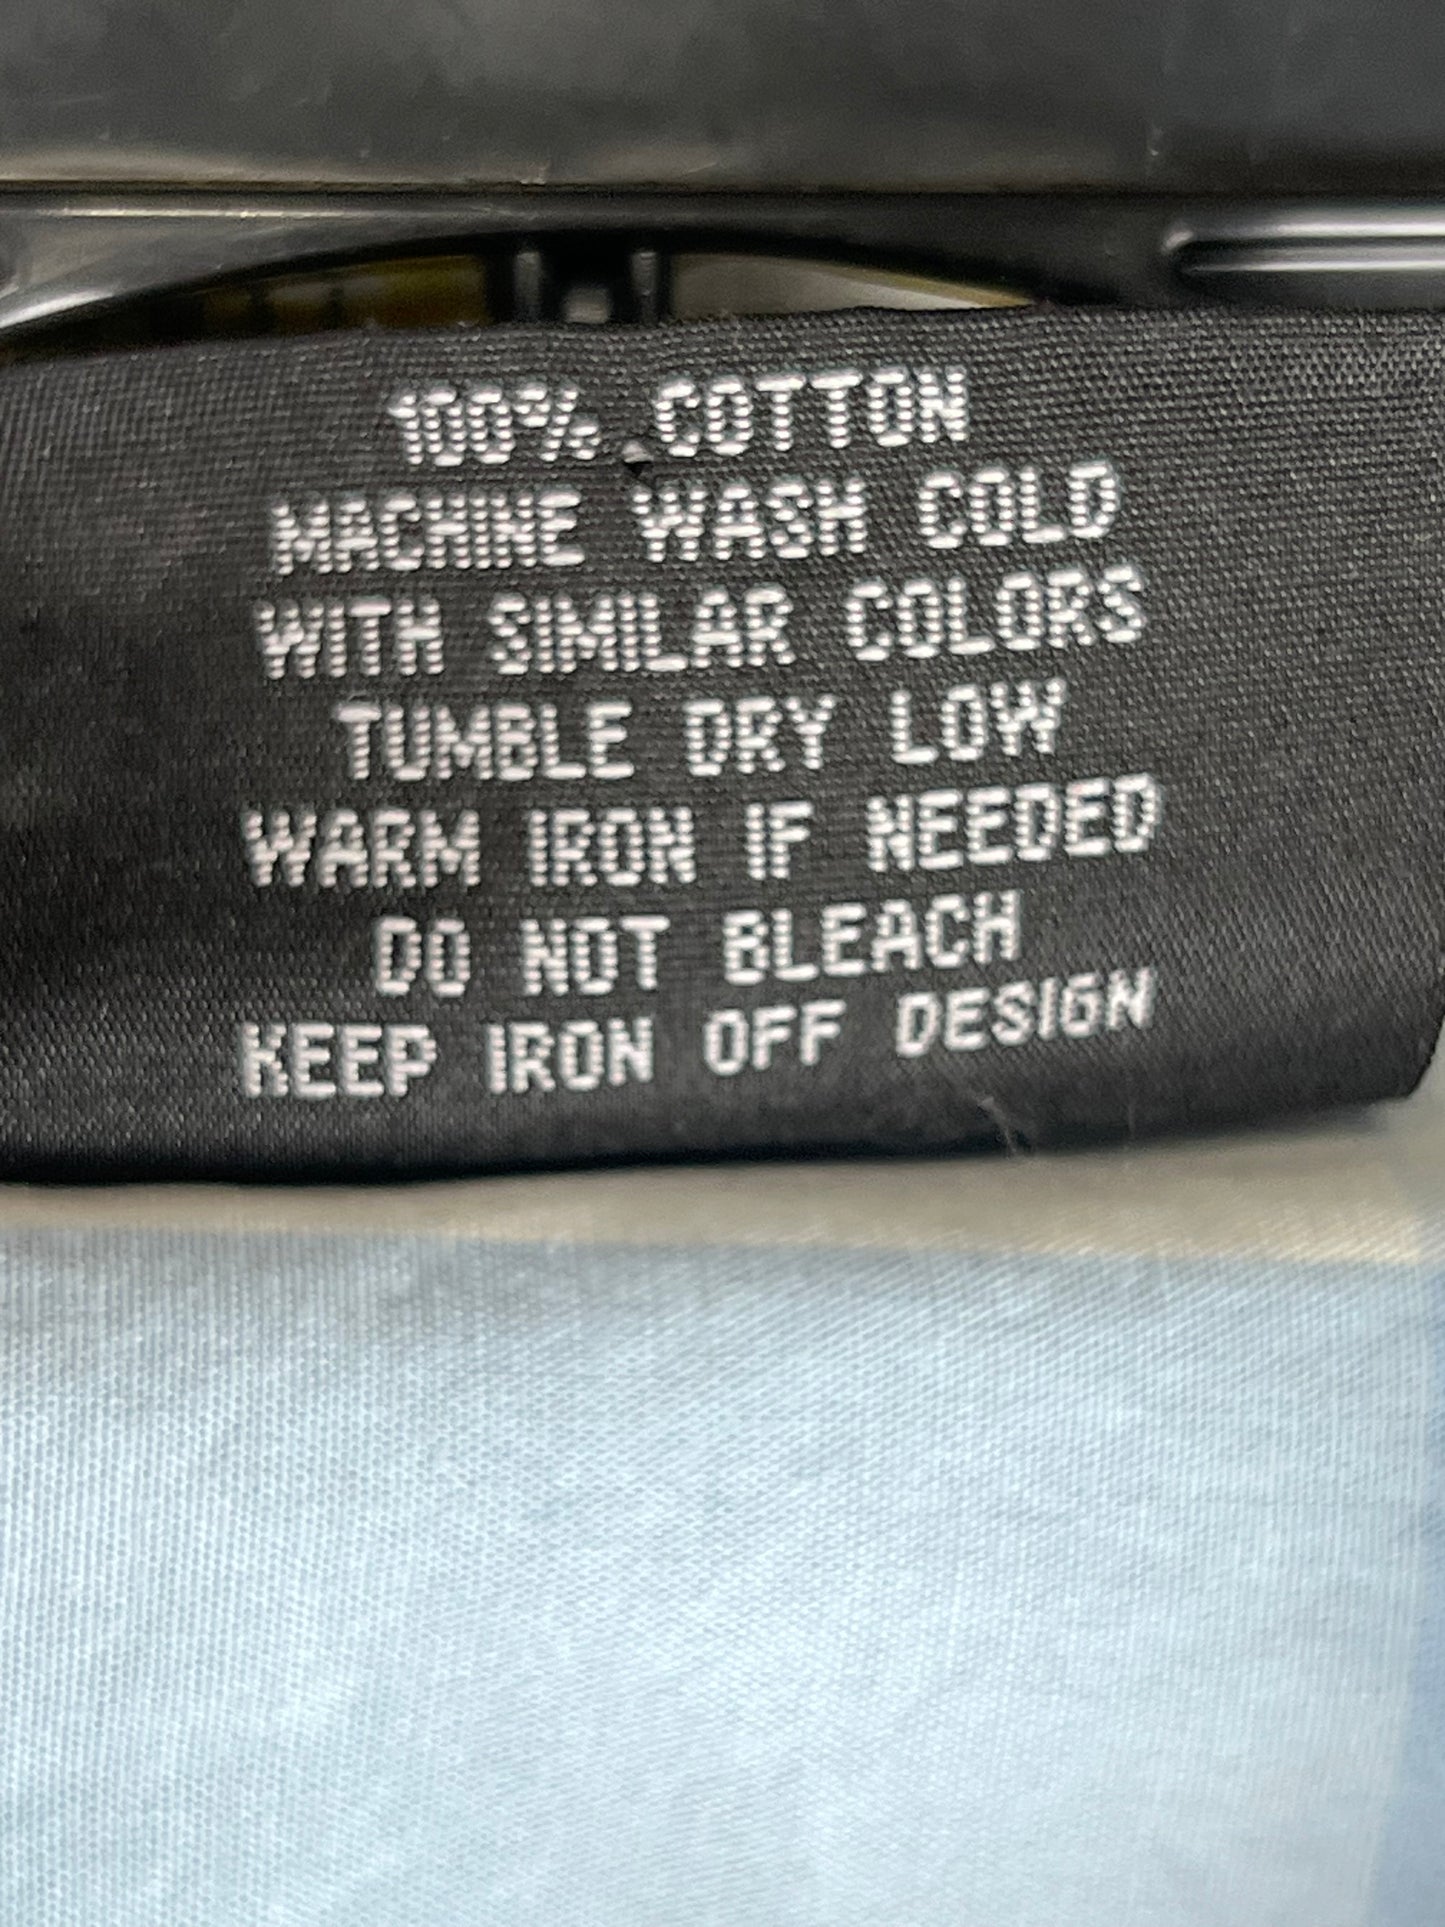 100% COTTON
MACHINE WASH COLD
WITH SIMILAR COLORS
TUMBLE DRY LOW
WARM IRON IF NEEDED
DO NOT BLEACH
KEEP IRON OFF DESIGN